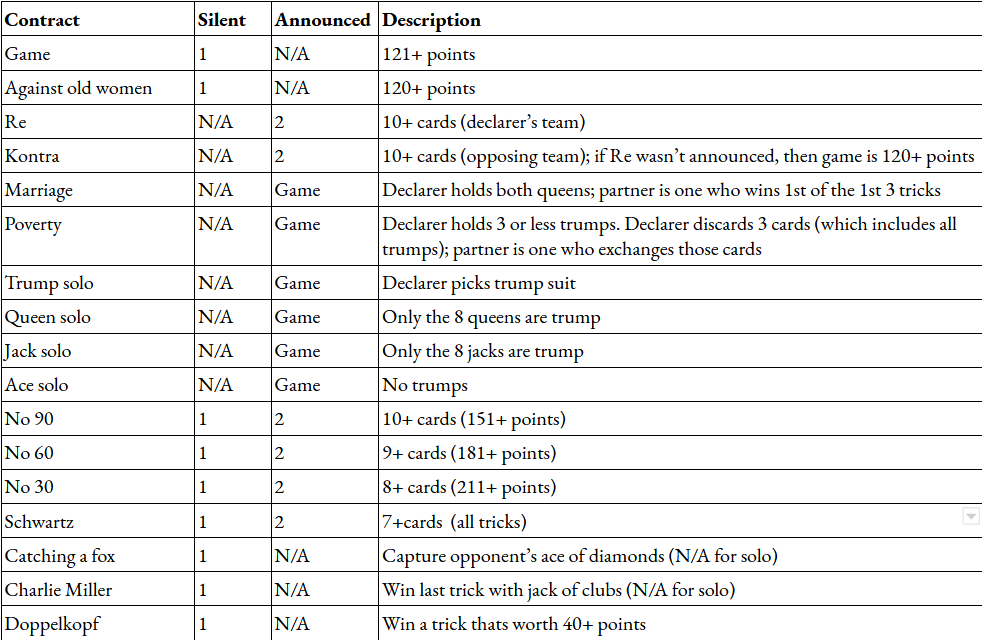 Contract Silent Announced Description
Game 1 N/A 121+ points
Against old women 1 N/A 120+ points
Re N/A 2 10+ cards (declarer’s team)
Kontra N/A 2 10+ cards (opposing team); if Re wasn’t announced, then game is 120+ points
Marriage N/A Game Declarer holds both queens; partner is one who wins 1st of the 1st 3 tricks
Poverty N/A Game Declarer holds 3 or less trumps. Declarer discards 3 cards (which includes all
trumps); partner is one who exchanges those cards
Trump solo N/A Game Declarer picks trump suit
Queen solo N/A Game Only the 8 queens are trump
Jack solo N/A Game Only the 8 jacks are trump
Ace solo N/A Game No trumps
No 90 1 2 10+ cards (151+ points)
No 60 1 2 9+ cards (181+ points)
No 30 1 2 8+ cards (211+ points)
Schwartz 1 2 7+cards (all tricks)
Catching a fox 1 N/A Capture opponent’s ace of diamonds (N/A for solo)
Charlie Miller 1 N/A Win last trick with jack of clubs (N/A for solo)
Doppelkopf 1 N/A Win a trick thats worth 40+ points